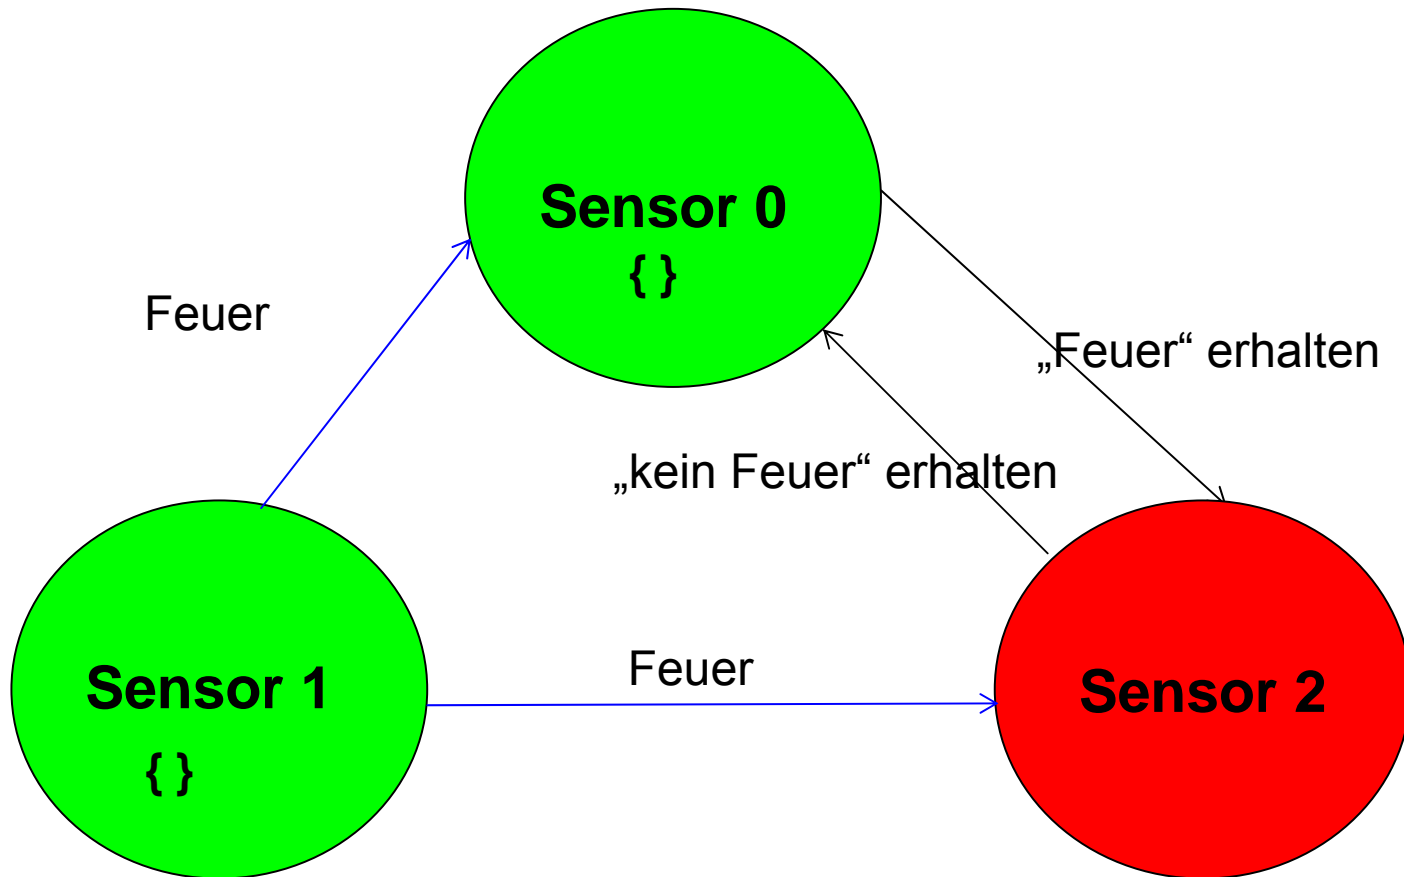 Sensor 0
{ }
Feuer
„Feuer“ erhalten
„kein Feuer“ erhalten
Feuer
Sensor 1
{ }
Sensor 2